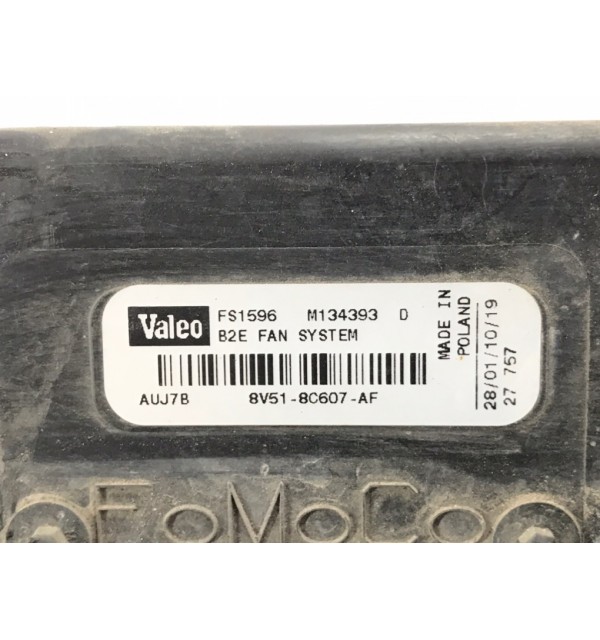 Valeo
FS1596 M134393 D
B2E FAN SYSTEM
AUJ7B 8V51-8C607-AF
MADE IN
POLAND
28/01/10/19
27 757
FoMoCo